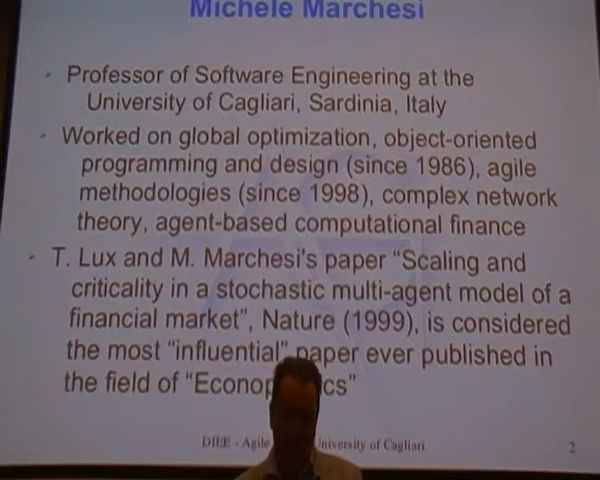 Michele Marchesi
Professor of Software Engineering at the
University of Cagliari, Sardinia, Italy
Worked on global optimization, object-oriented
programming and design (since 1986), agile
methodologies (since 1998), complex network
theory, agent-based computational finance
T. Lux and M. Marchesi's paper "Scaling and
criticality in a stochastic multi-agent model of a
financial market", Nature (1999), is considered
the most "influential" paper ever published in
the field of "Econop cs"
DIEE - Agile University of Cagliari
2